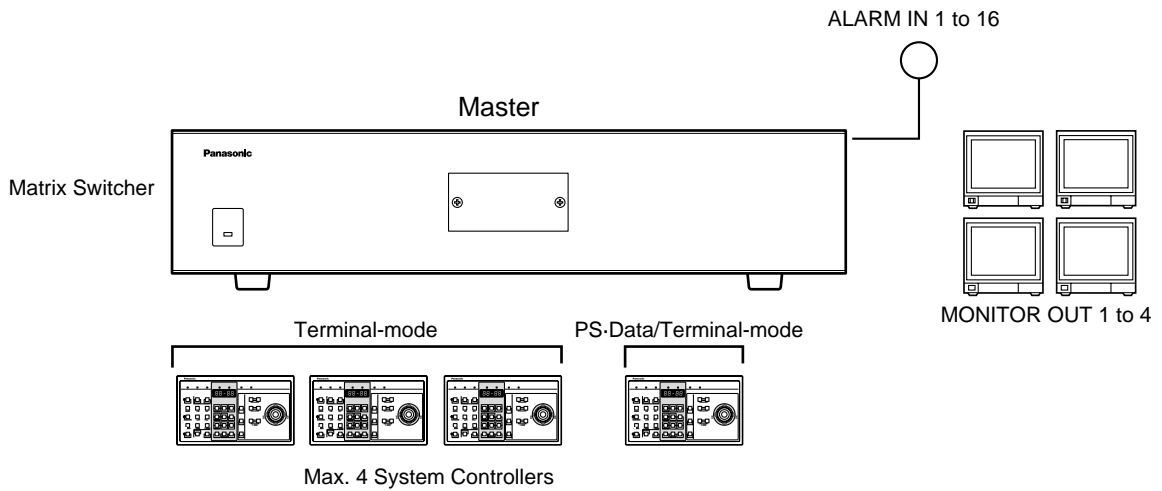 ALARM IN 1 to 16
Master
Panasonic
Matrix Switcher
MONITOR OUT 1 to 4
Terminal-mode
PS·Data/Terminal-mode
Max. 4 System Controllers